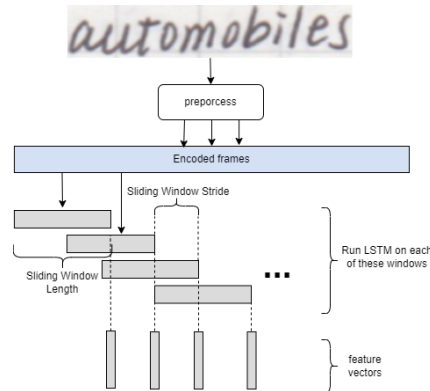 automobiles
preporcess
Encoded frames
Sliding Window Stride
Sliding Window
Length
...
Run LSTM on each
of these windows
feature
vectors